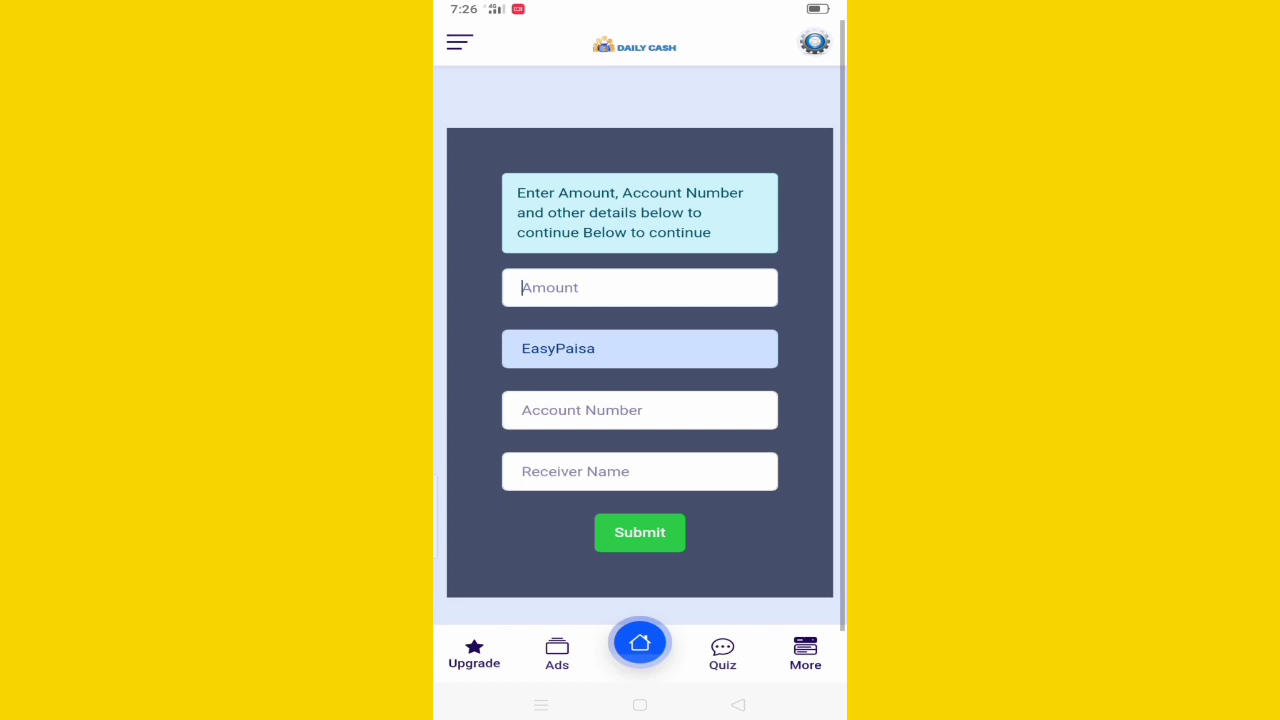 7:26 4G
DAILY CASH
Enter Amount, Account Number
and other details below to
continue Below to continue
Amount
EasyPaisa
Account Number
Receiver Name
Submit
Upgrade Ads Quiz More